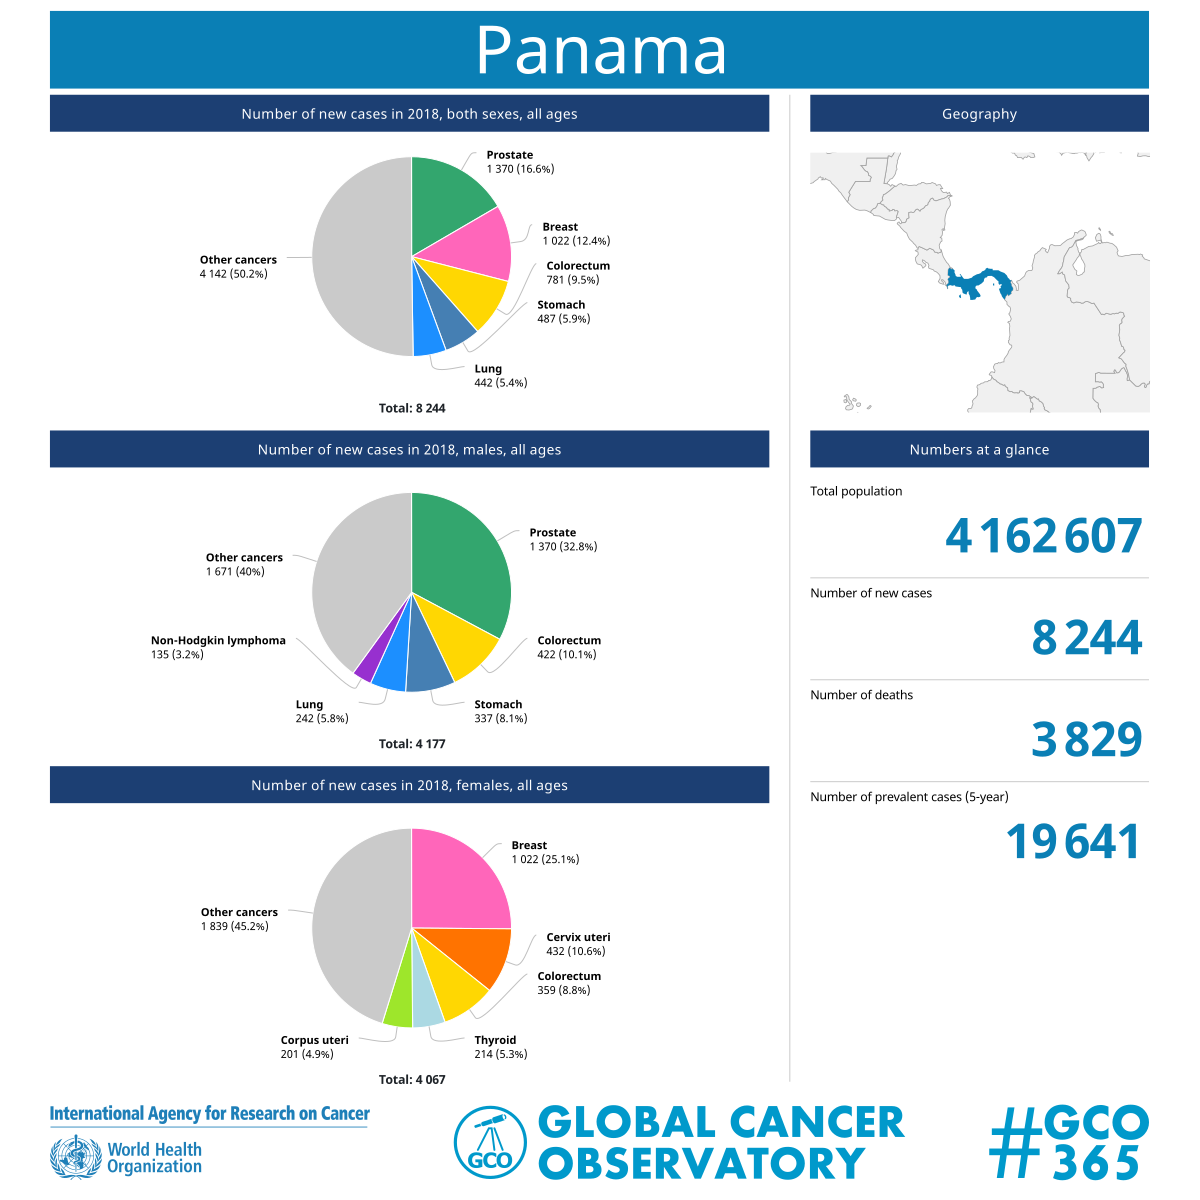 Panama
Number of new cases in 2018, both sexes, all ages
Prostate
1 370 (16.6%)
Breast
1 022 (12.4%)
Colorectum
781 (9.5%)
Stomach
487 (5.9%)
Lung
442 (5.4%)
Other cancers
4 142 (50.2%)
Total: 8 244
Number of new cases in 2018, males, all ages
Prostate
1 370 (32.8%)
Colorectum
422 (10.1%)
Stomach
337 (8.1%)
Lung
242 (5.8%)
Non-Hodgkin lymphoma
135 (3.2%)
Other cancers
1 671 (40%)
Total: 4 177
Number of new cases in 2018, females, all ages
Breast
1 022 (25.1%)
Cervix uteri
432 (10.6%)
Colorectum
359 (8.8%)
Thyroid
214 (5.3%)
Corpus uteri
201 (4.9%)
Other cancers
1 839 (45.2%)
Total: 4 067
Geography
Numbers at a glance
Total population
4 162 607
Number of new cases
8 244
Number of deaths
3 829
Number of prevalent cases (5-year)
19 641
International Agency for Research on Cancer
World Health
Organization
GCO
GLOBAL CANCER
OBSERVATORY
#GCO
365